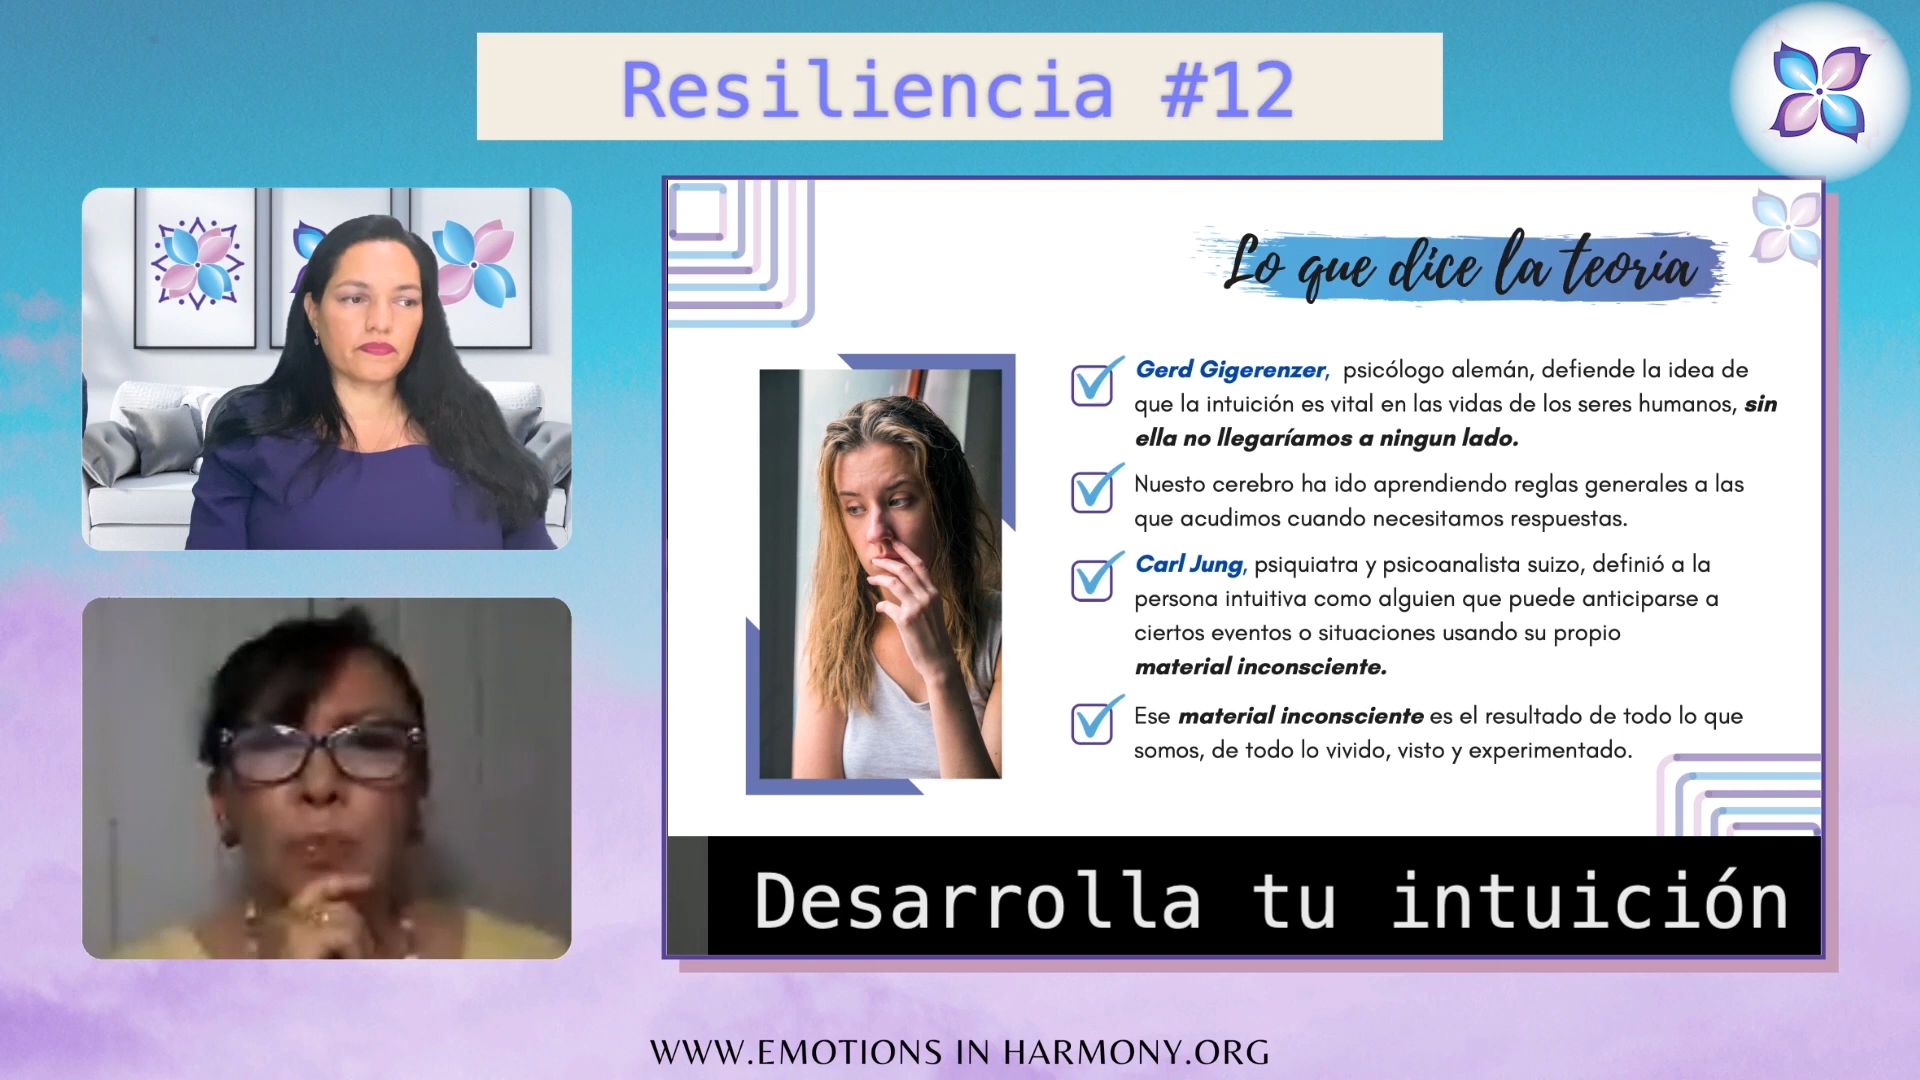 Resiliencia #12
Lo que dice la teoría
Gerd Gigerenzer, psicólogo alemán, defiende la idea de
que la intuición es vital en las vidas de los seres humanos, sin
ella no llegaríamos a ningun lado.
Nuesto cerebro ha ido aprendiendo reglas generales a las
que acudimos cuando necesitamos respuestas.
Carl Jung, psiquiatra y psicoanalista suizo, definió a la
persona intuitiva como alguien que puede anticiparse a
ciertos eventos o situaciones usando su propio
material inconsciente.
Ese material inconsciente es el resultado de todo lo que
somos, de todo lo vivido, visto y experimentado.
Desarrolla tu intuición
WWW.EMOTIONS IN HARMONY.ORG